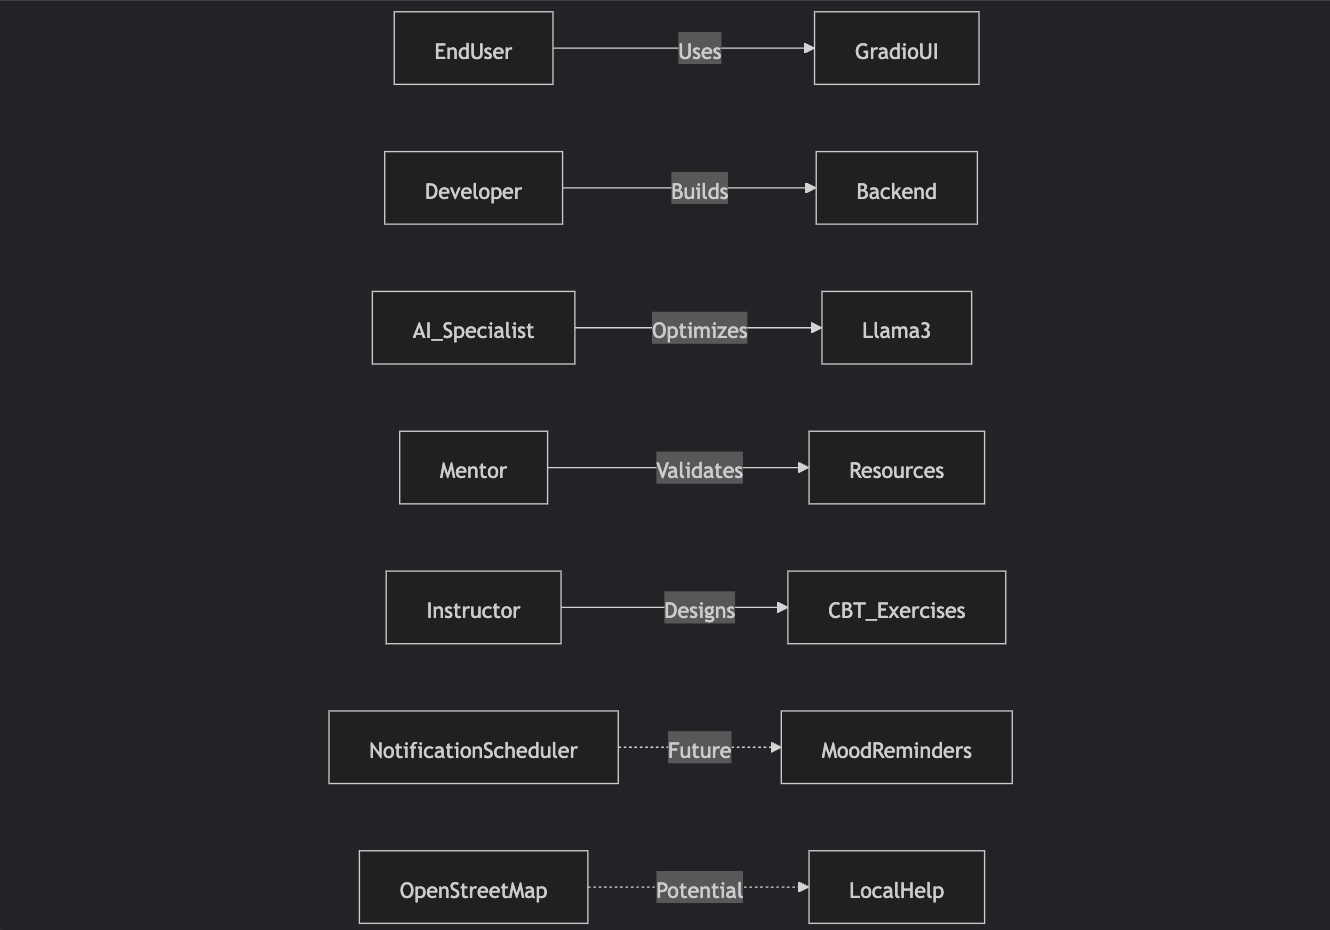 EndUser Uses GradioUI
Developer Builds Backend
AI_Specialist Optimizes Llama3
Mentor Validates Resources
Instructor Designs CBT_Exercises
NotificationScheduler Future MoodReminders
OpenStreetMap Potential LocalHelp